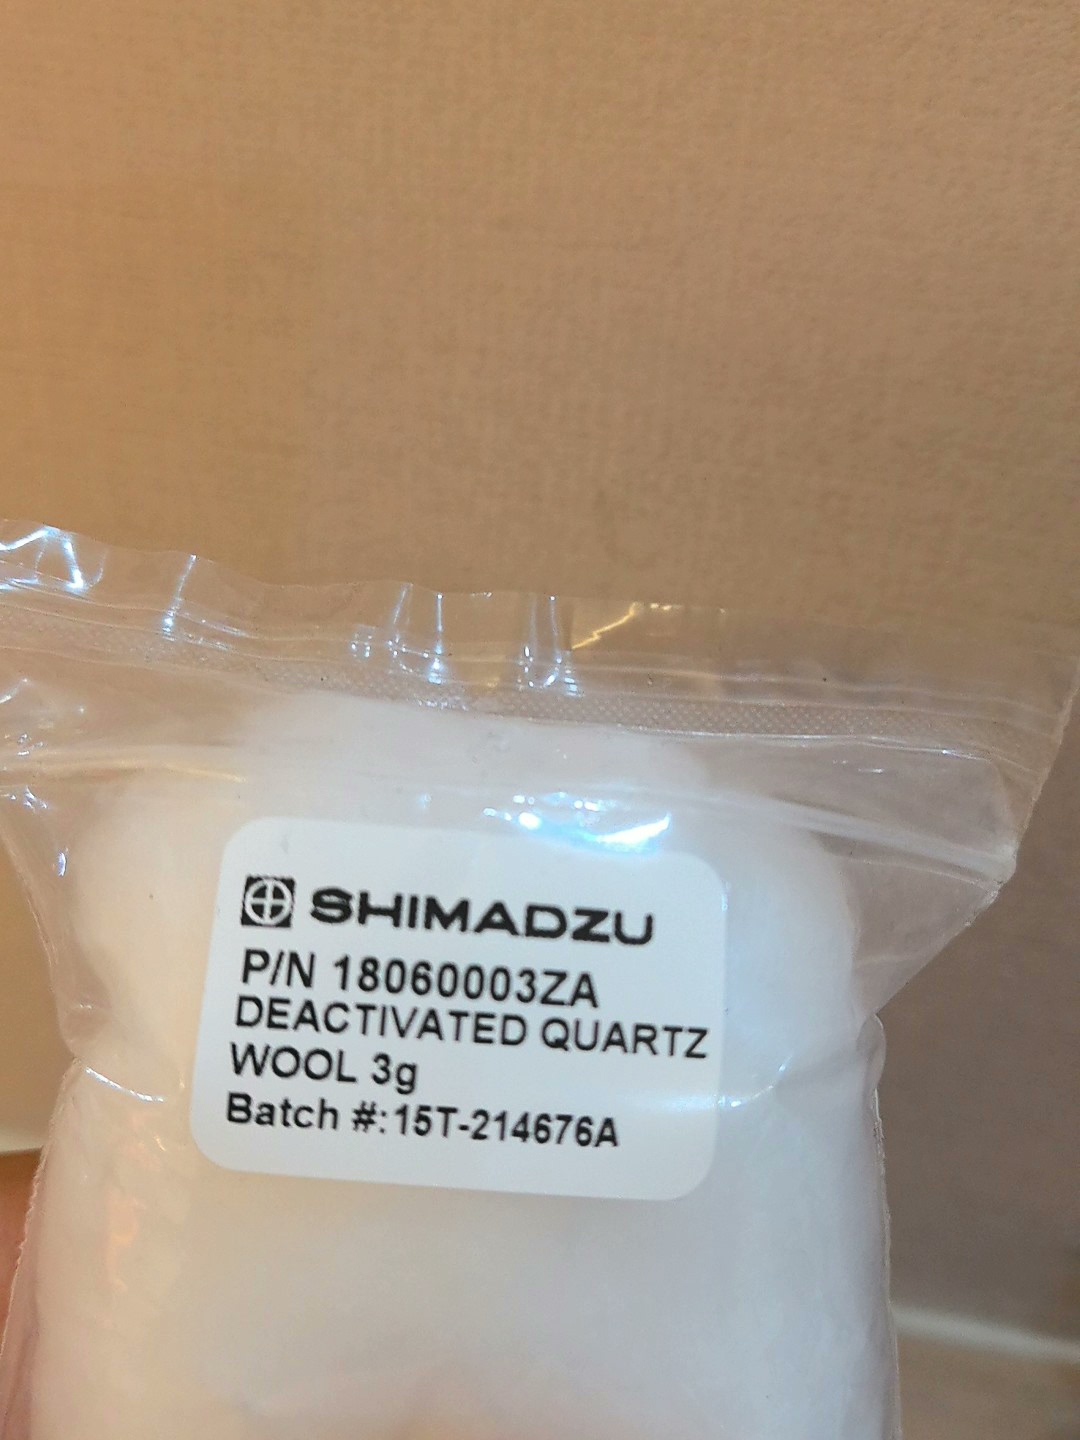 SHIMADZU
P/N 18060003ZA
DEACTIVATED QUARTZ
WOOL 3g
Batch #: 15T-214676A